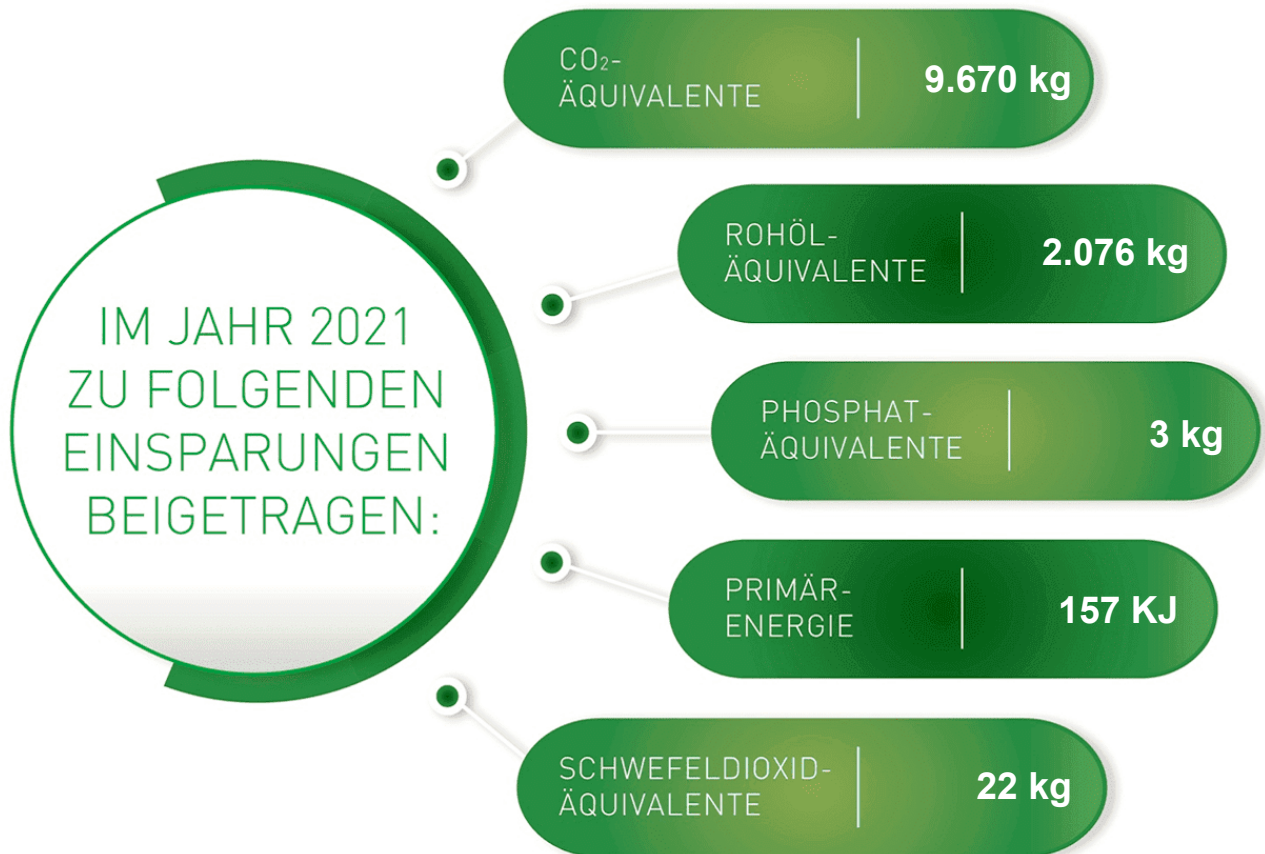 IM JAHR 2021
ZU FOLGENDEN
EINSPARUNGEN
BEIGETRAGEN:
CO₂-
ÄQUIVALENTE
9.670 kg
ROHÖL-
ÄQUIVALENTE
2.076 kg
PHOSPHAT-
ÄQUIVALENTE
3 kg
PRIMÄR-
ENERGIE
157 KJ
SCHWEFELDIOXID-
ÄQUIVALENTE
22 kg